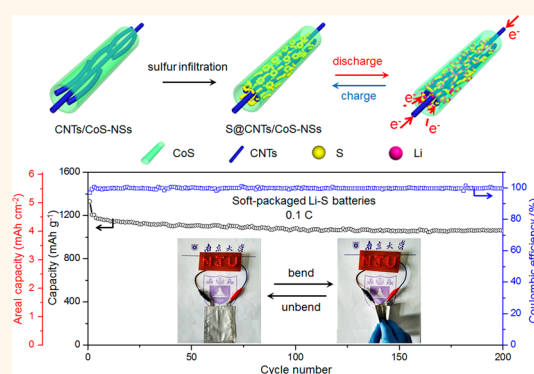 sulfur infiltration
discharge
charge
e-
e-
e-
e-
CNTs/CoS-NSs
S@CNTs/CoS-NSs
CoS
CNTs
S
Li
Soft-packaged Li-S batteries
0.1 C
bend
unbend
南京大学
NJU
南京大学
NJU
Areal capacity (mAh cm-2)
0
1
2
3
4
5
6
Capacity (mAh g-1)
0
400
800
1200
1600
Coulombic efficiency (%)
0
20
40
60
80
100
0
50
100
150
200
Cycle number